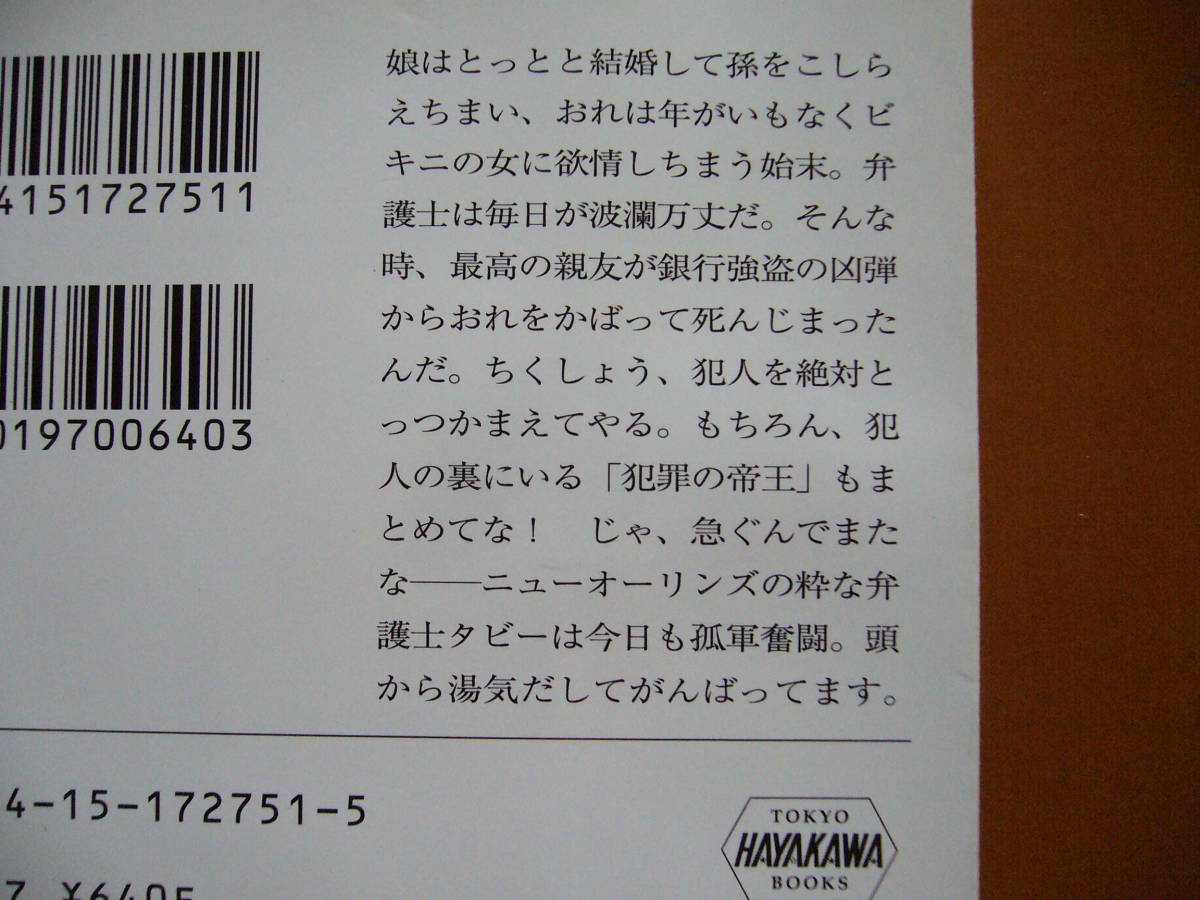 娘はとっとと結婚して孫をこしら
えちまい、おれは年がいもなくビ
キニの女に欲情しちまう始末。弁
護士は毎日が波瀾万丈だ。そんな
時、最高の親友が銀行強盗の凶弾
からおれをかばって死んじまった
んだ。ちくしょう、犯人を絶対と
っつかまえてやる。もちろん、犯
人の裏にいる「犯罪の帝王」もま
とめてな！　じゃ、急ぐんでまた
な──ニューオーリンズの粋な弁
護士タビーは今日も孤軍奮闘。頭
から湯気だしてがんばってます。
4151727511
0197006403
4-15-172751-5
7 ¥640E
TOKYO
HAYAKAWA
BOOKS